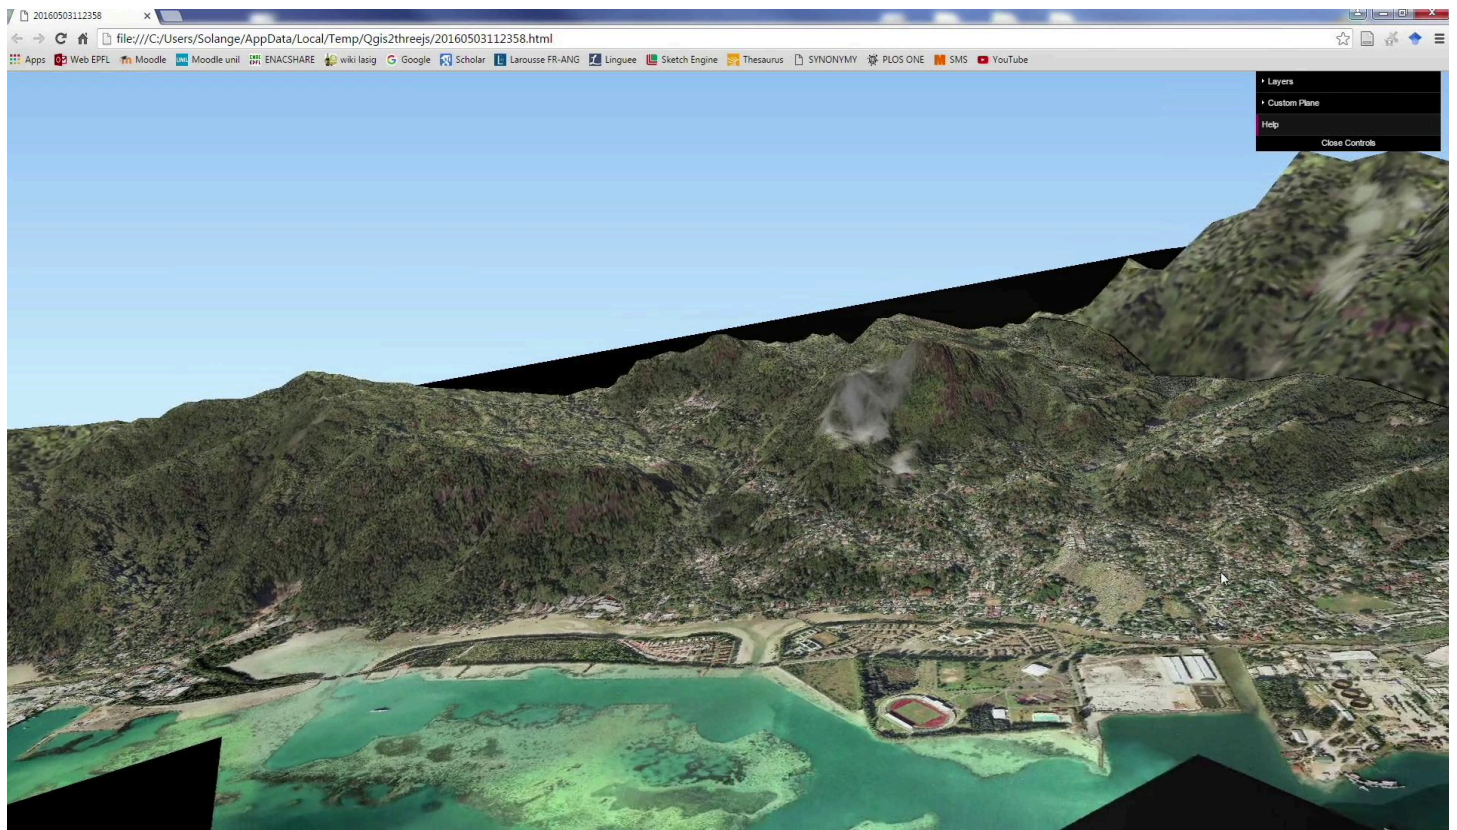 20160503112358
file:///C:/Users/Solange/AppData/Local/Temp/Qgis2threejs/20160503112358.html
Apps Web EPFL Moodle Moodle unil ENACSHARE wiki lasig Google Scholar Larousse FR-ANG Linguee Sketch Engine Thesaurus SYNONYMY PLOS ONE SMS YouTube
Layers
Custom Plane
Help
Close Controls